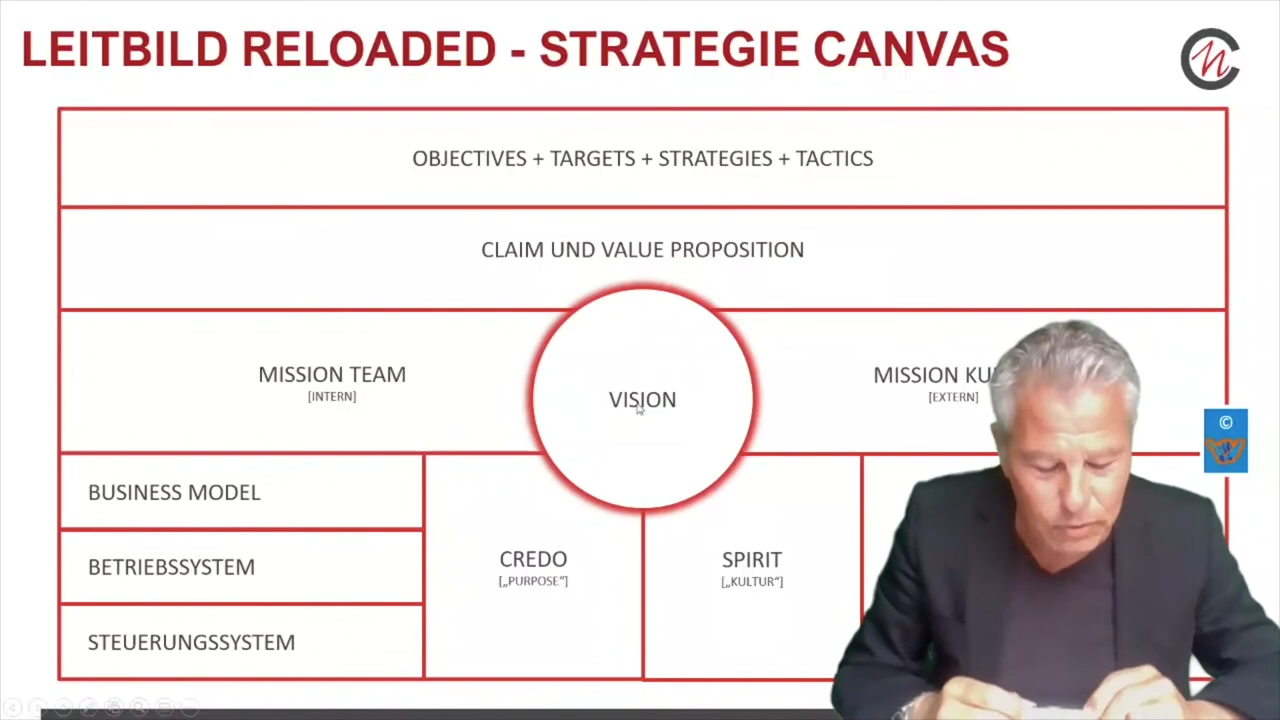 LEITBILD RELOADED - STRATEGIE CANVAS
OBJECTIVES + TARGETS + STRATEGIES + TACTICS
CLAIM UND VALUE PROPOSITION
MISSION TEAM
[INTERN]
VISION
MISSION
[EXTERN]
©
BUSINESS MODEL
BETRIEBSSYSTEM
STEUERUNGSSYSTEM
CREDO
[„PURPOSE“]
SPIRIT
[„KULTUR“]